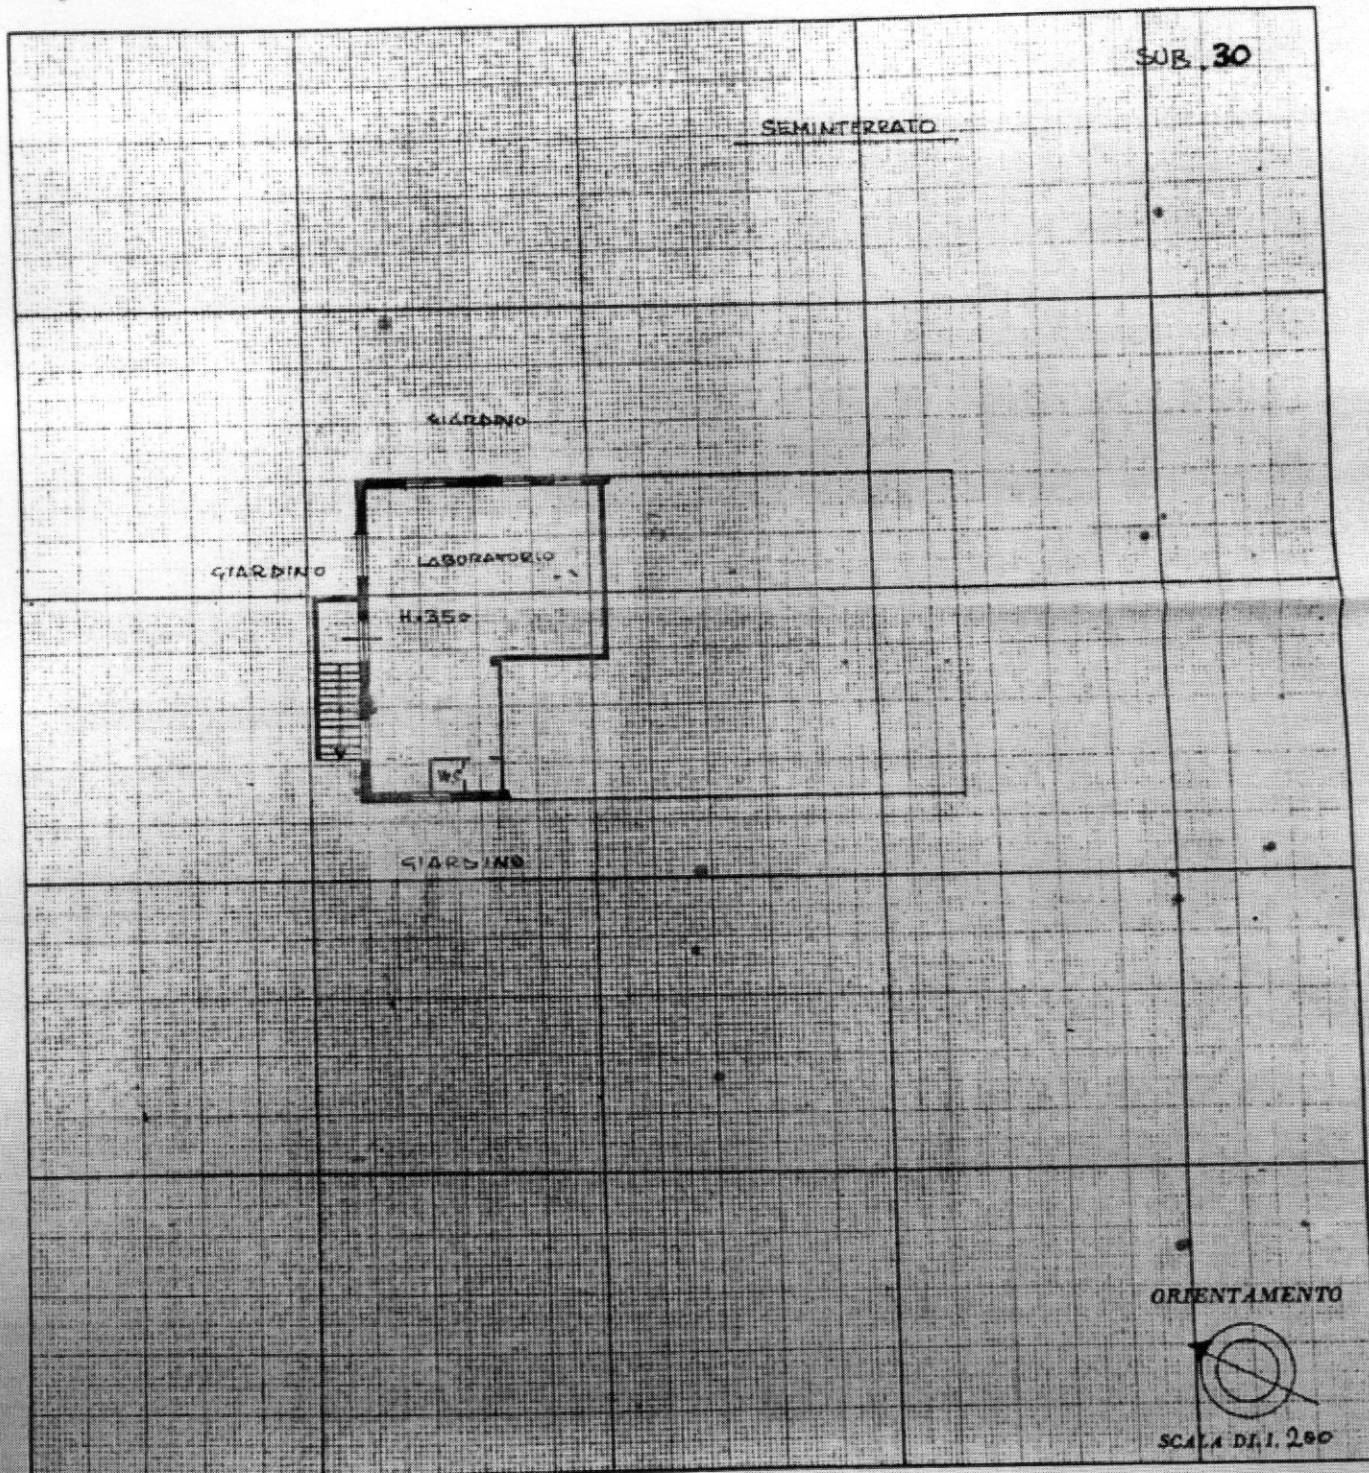 SUB. 30
SEMINTERRATO
GIARDINO
LABORATORIO
GIARDINO
H.350
WC
GIARDINO
ORIENTAMENTO
SCALA DI 1. 200